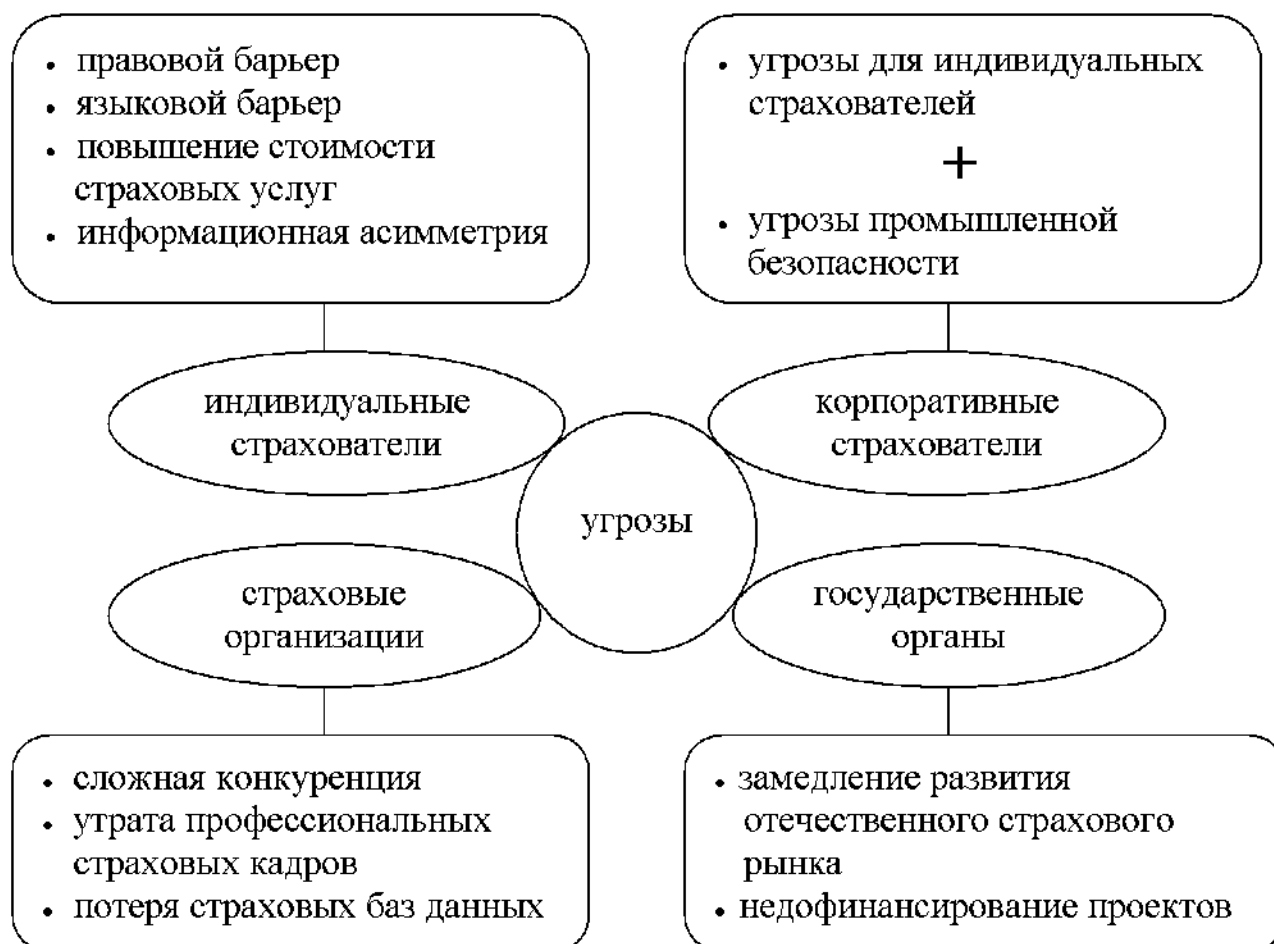 • правовой барьер
• языковой барьер
• повышение стоимости
страховых услуг
• информационная асимметрия
• угрозы для индивидуальных
страхователей
+
• угрозы промышленной
безопасности
индивидуальные
страхователи
корпоративные
страхователи
угрозы
страховые
организации
государственные
органы
• сложная конкуренция
• утрата профессиональных
страховых кадров
• потеря страховых баз данных
• замедление развития
отечественного страхового
рынка
• недофинансирование проектов